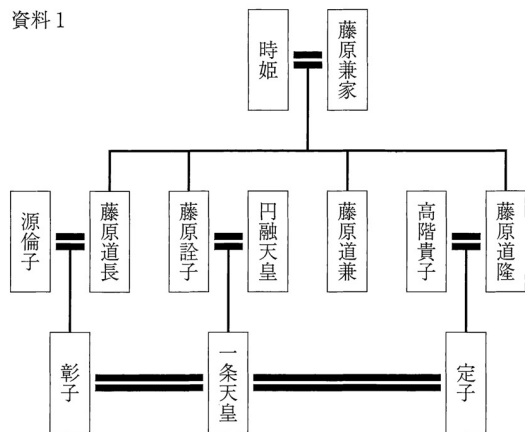 資料1
藤原兼家
時姫
藤原道隆
高階貴子
藤原道兼
円融天皇
藤原詮子
藤原道長
源倫子
定子
一条天皇
彰子